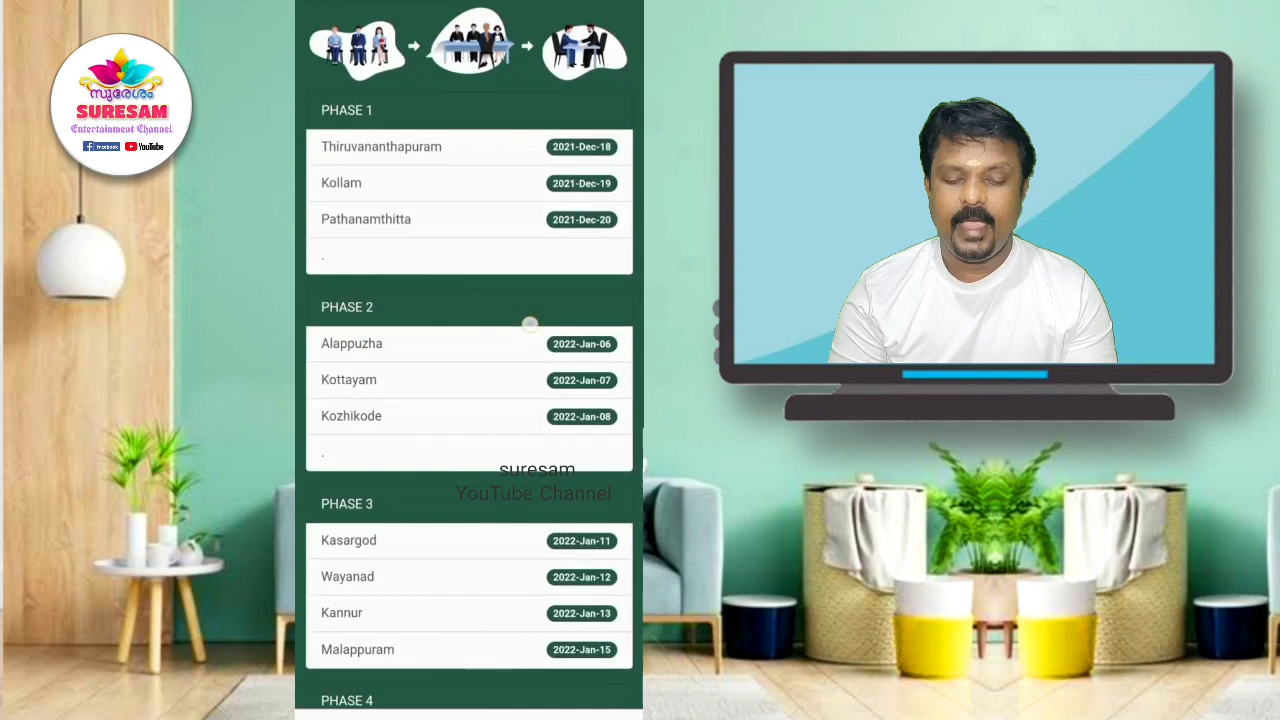 സുരേശം
SURESAM
Entertainment Channel
facebook
YouTube
PHASE 1
Thiruvananthapuram 2021-Dec-18
Kollam 2021-Dec-19
Pathanamthitta 2021-Dec-20
.
PHASE 2
Alappuzha 2022-Jan-06
Kottayam 2022-Jan-07
Kozhikode 2022-Jan-08
.
suresam
YouTube Channel
PHASE 3
Kasargod 2022-Jan-11
Wayanad 2022-Jan-12
Kannur 2022-Jan-13
Malappuram 2022-Jan-15
PHASE 4